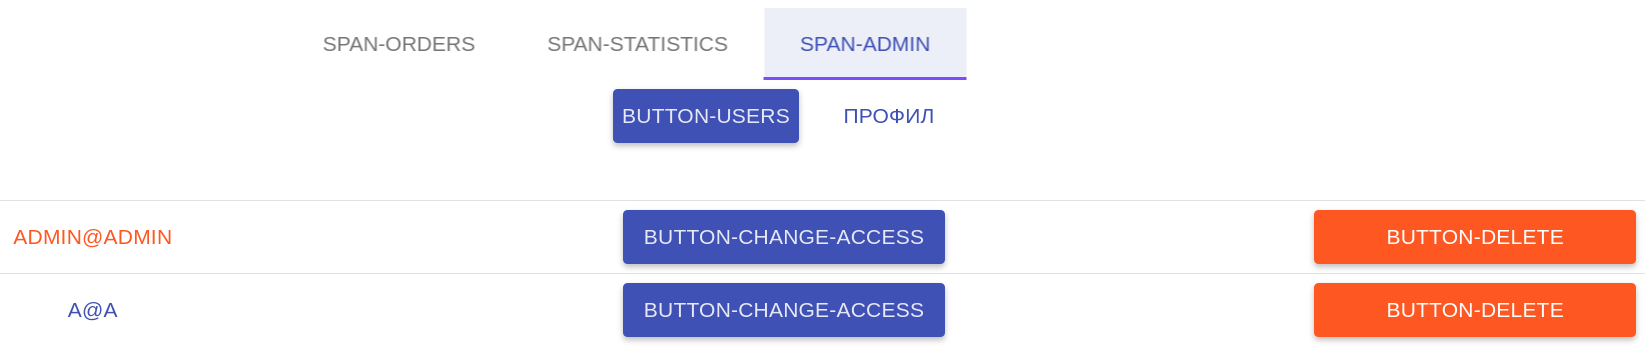 SPAN-ORDERS SPAN-STATISTICS SPAN-ADMIN
BUTTON-USERS ПРОФИЛ
ADMIN@ADMIN BUTTON-CHANGE-ACCESS BUTTON-DELETE
A@A BUTTON-CHANGE-ACCESS BUTTON-DELETE